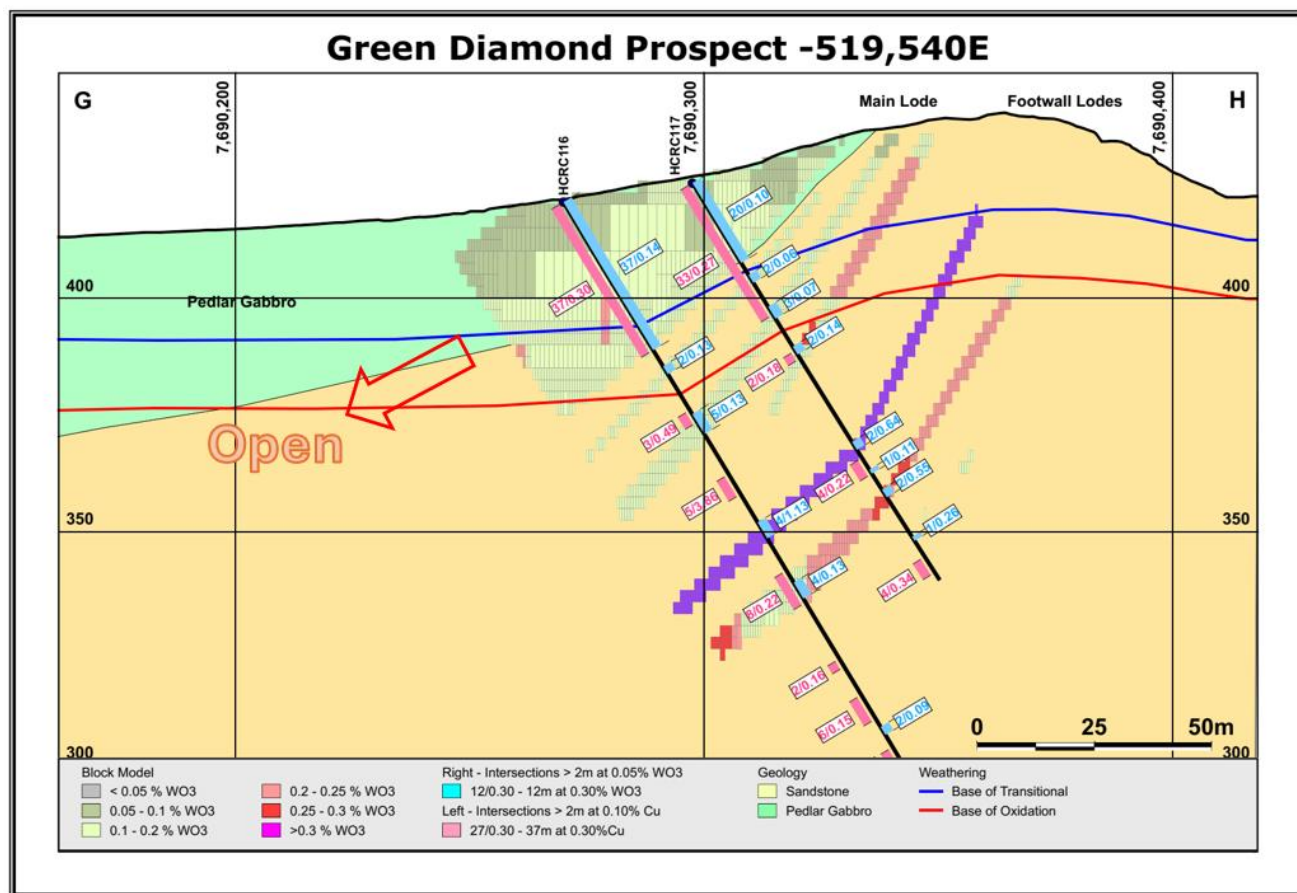 Green Diamond Prospect -519,540E
G
7,690,200
HCRC116
HCRC117
7,690,300
Main Lode
Footwall Lodes
7,690,400
H
20/0.10
37/0.14
33/0.27
2/0.06
37/0.30
3/0.07
400
400
Pedlar Gabbro
2/0.13
2/0.14
2/0.18
5/0.13
3/0.49
Open
2/0.64
1/0.11
4/0.22
2/0.55
5/3.86
4/1.13
1/0.26
350
350
4/0.13
8/0.22
4/0.34
2/0.16
6/0.15
2/0.09
0 25 50m
300
300
Block Model
< 0.05 % WO3
0.05 - 0.1 % WO3
0.1 - 0.2 % WO3
0.2 - 0.25 % WO3
0.25 - 0.3 % WO3
>0.3 % WO3
Right - Intersections > 2m at 0.05% WO3
12/0.30 - 12m at 0.30% WO3
Left - Intersections > 2m at 0.10% Cu
27/0.30 - 37m at 0.30%Cu
Geology
Sandstone
Pedlar Gabbro
Weathering
Base of Transitional
Base of Oxidation